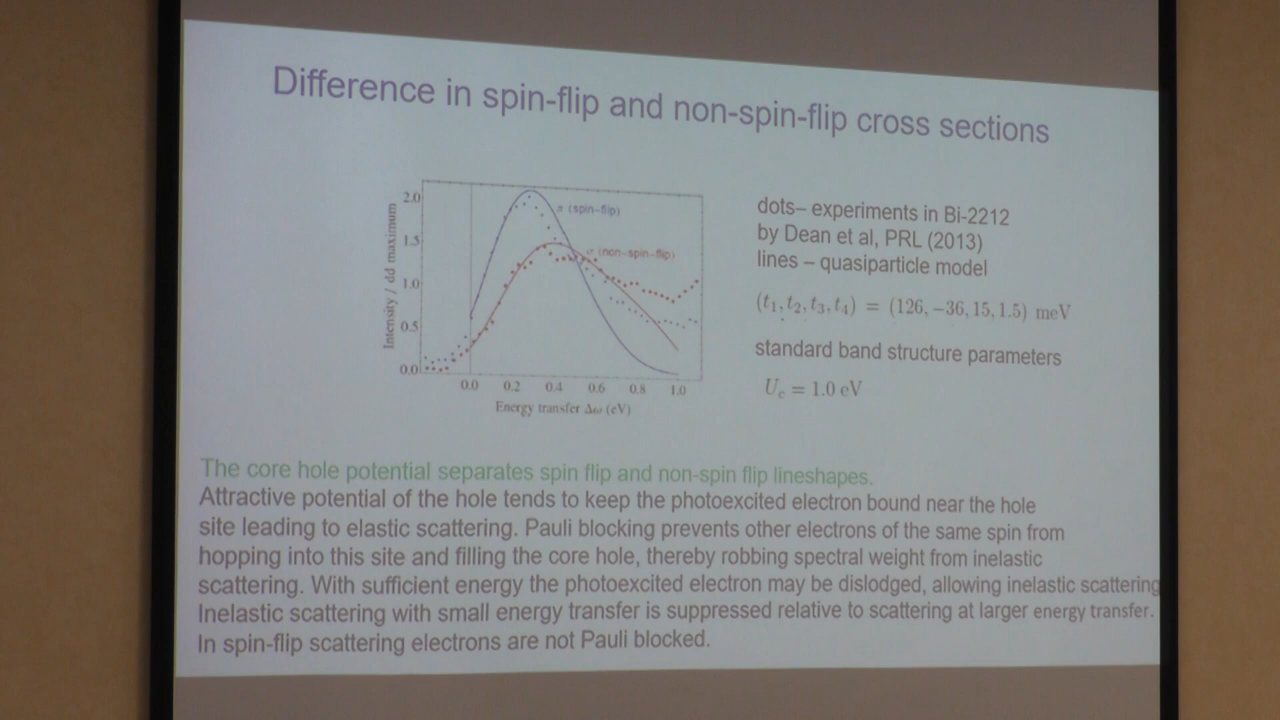 Difference in spin-flip and non-spin-flip cross sections
2.0
1.5
1.0
0.5
0.0
Intensity / dd maximum
π (spin-flip)
σ (non-spin-flip)
0.0 0.2 0.4 0.6 0.8 1.0
Energy transfer Δω (eV)
dots– experiments in Bi-2212
by Dean et al, PRL (2013)
lines – quasiparticle model
(t₁, t₂, t₃, t₄) = (126, −36, 15, 1.5) meV
standard band structure parameters
U_c = 1.0 eV
The core hole potential separates spin flip and non-spin flip lineshapes.
Attractive potential of the hole tends to keep the photoexcited electron bound near the hole
site leading to elastic scattering. Pauli blocking prevents other electrons of the same spin from
hopping into this site and filling the core hole, thereby robbing spectral weight from inelastic
scattering. With sufficient energy the photoexcited electron may be dislodged, allowing inelastic scattering
Inelastic scattering with small energy transfer is suppressed relative to scattering at larger energy transfer.
In spin-flip scattering electrons are not Pauli blocked.